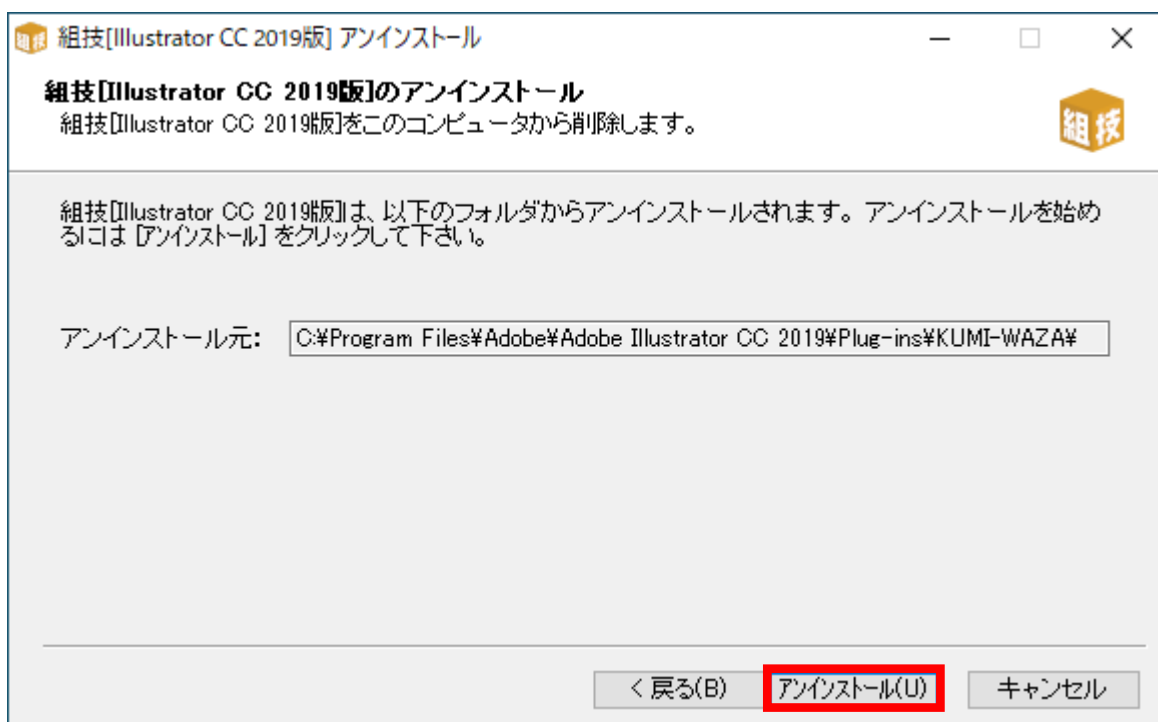 組技[Illustrator CC 2019版] アンインストール
組技[Illustrator CC 2019版]のアンインストール
組技[Illustrator CC 2019版]をこのコンピュータから削除します。
組技
組技[Illustrator CC 2019版]は、以下のフォルダからアンインストールされます。アンインストールを始め
るには [アンインストール] をクリックして下さい。
アンインストール元: C:¥Program Files¥Adobe¥Adobe Illustrator CC 2019¥Plug-ins¥KUMI-WAZA¥
< 戻る(B) アンインストール(U) キャンセル